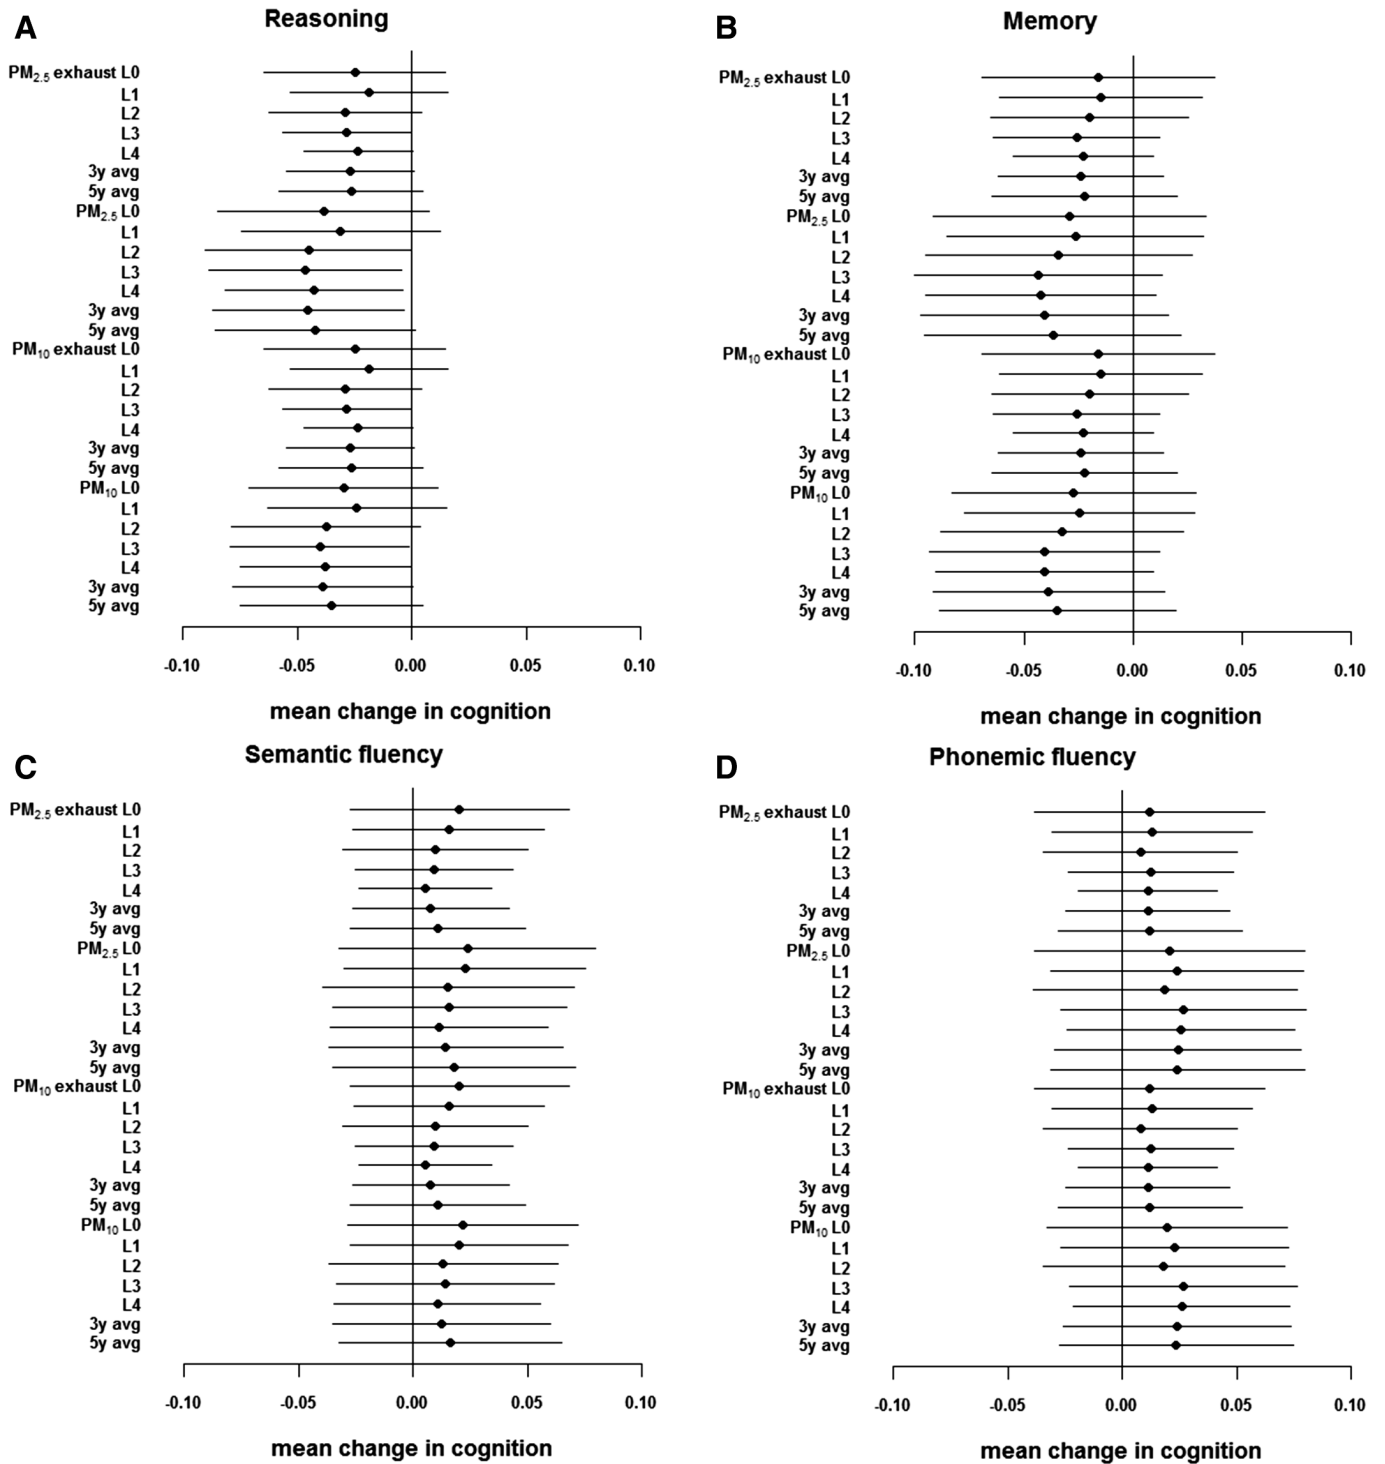 A
Reasoning
PM2.5 exhaust L0
L1
L2
L3
L4
3y avg
5y avg
PM2.5 L0
L1
L2
L3
L4
3y avg
5y avg
PM10 exhaust L0
L1
L2
L3
L4
3y avg
5y avg
PM10 L0
L1
L2
L3
L4
3y avg
5y avg
-0.10 -0.05 0.00 0.05 0.10
mean change in cognition
B
Memory
PM2.5 exhaust L0
L1
L2
L3
L4
3y avg
5y avg
PM2.5 L0
L1
L2
L3
L4
3y avg
5y avg
PM10 exhaust L0
L1
L2
L3
L4
3y avg
5y avg
PM10 L0
L1
L2
L3
L4
3y avg
5y avg
-0.10 -0.05 0.00 0.05 0.10
mean change in cognition
C
Semantic fluency
PM2.5 exhaust L0
L1
L2
L3
L4
3y avg
5y avg
PM2.5 L0
L1
L2
L3
L4
3y avg
5y avg
PM10 exhaust L0
L1
L2
L3
L4
3y avg
5y avg
PM10 L0
L1
L2
L3
L4
3y avg
5y avg
-0.10 -0.05 0.00 0.05 0.10
mean change in cognition
D
Phonemic fluency
PM2.5 exhaust L0
L1
L2
L3
L4
3y avg
5y avg
PM2.5 L0
L1
L2
L3
L4
3y avg
5y avg
PM10 exhaust L0
L1
L2
L3
L4
3y avg
5y avg
PM10 L0
L1
L2
L3
L4
3y avg
5y avg
-0.10 -0.05 0.00 0.05 0.10
mean change in cognition